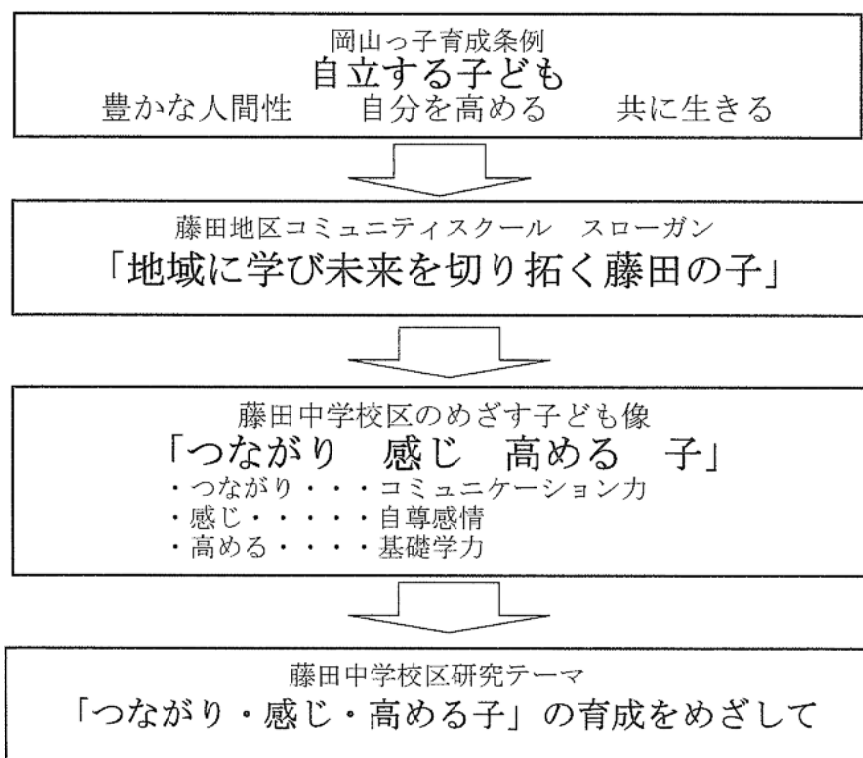 岡山っ子育成条例
自立する子ども
豊かな人間性　　自分を高める　　共に生きる
藤田地区コミュニティスクール　スローガン
「地域に学び未来を切り拓く藤田の子」
藤田中学校区のめざす子ども像
「つながり　感じ　高める　子」
・つながり・・・コミュニケーション力
・感じ・・・・・自尊感情
・高める・・・・基礎学力
藤田中学校区研究テーマ
「つながり・感じ・高める子」の育成をめざして